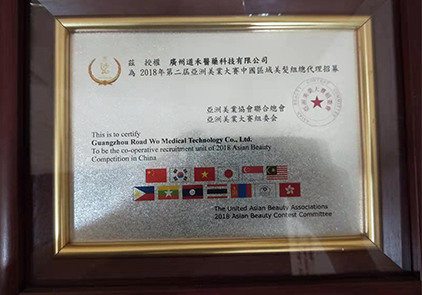 茲 授權 廣州道禾醫藥科技有限公司
為 2018年第二届亞洲美業大賽中國區域美髮組總代理招募
亞洲美業協會聯合總會
亞洲美業大賽組委会
This is to certify
Guangzhou Road Wo Medical Technology Co., Ltd.
To be the co-operative recruitment unit of 2018 Asian Beauty
Competition in China
The United Asian Beauty Associations
2018 Asian Beauty Contest Committee